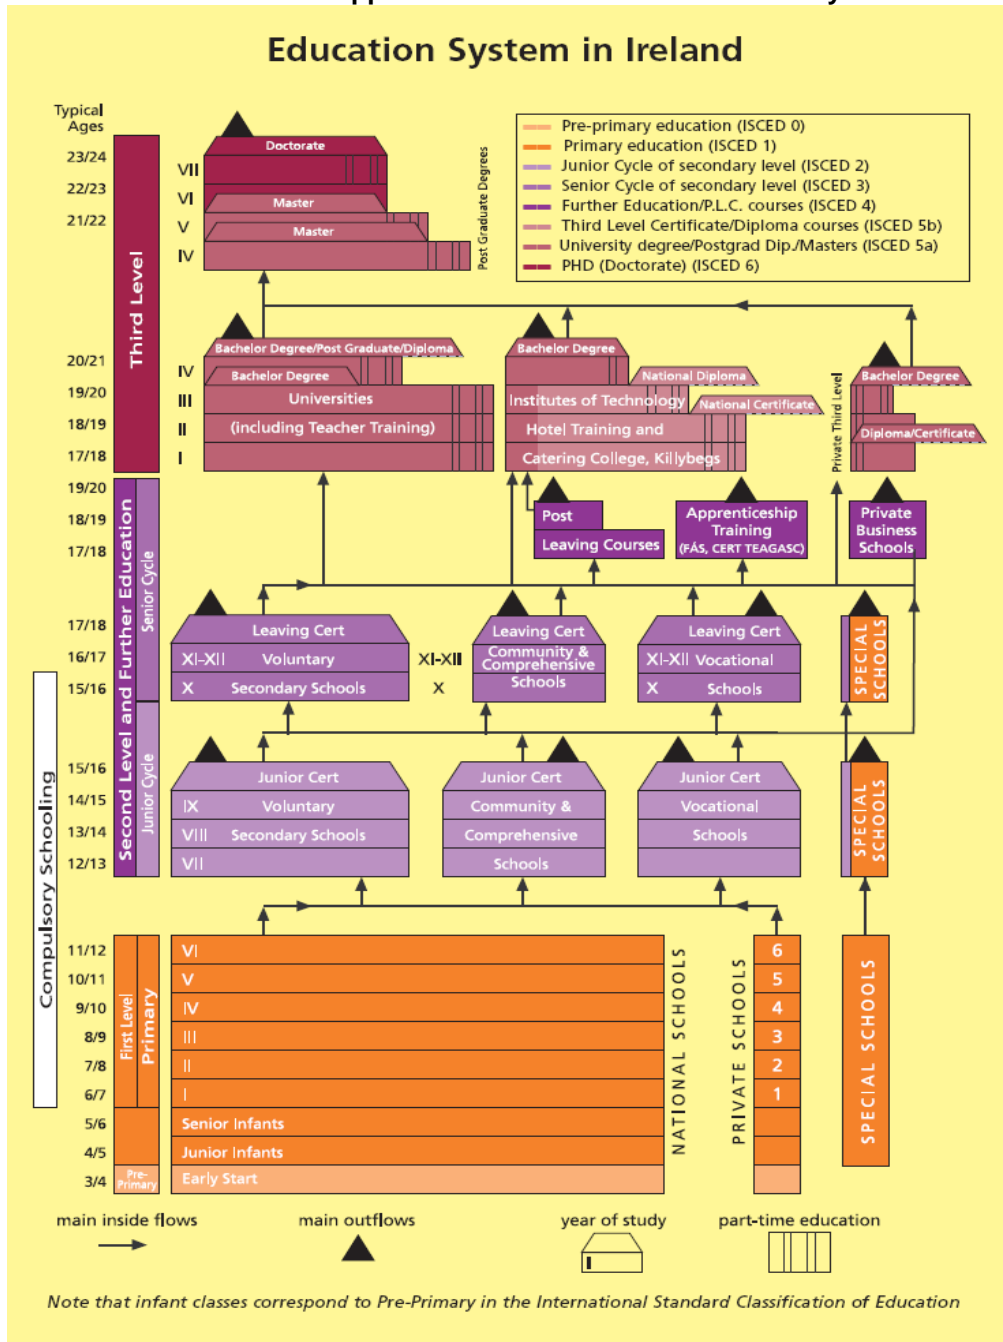 Education System in Ireland
Typical
Ages
Pre-primary education (ISCED 0)
Primary education (ISCED 1)
Junior Cycle of secondary level (ISCED 2)
Senior Cycle of secondary level (ISCED 3)
Further Education/P.L.C. courses (ISCED 4)
Third Level Certificate/Diploma courses (ISCED 5b)
University degree/Postgrad Dip./Masters (ISCED 5a)
PHD (Doctorate) (ISCED 6)
Third Level
23/24
22/23
21/22
VII
VI
V
IV
Doctorate
Master
Master
Post Graduate Degrees
20/21
19/20
18/19
17/18
IV
III
II
I
Bachelor Degree/Post Graduate/Diploma
Bachelor Degree
Universities
(including Teacher Training)
Bachelor Degree
National Diploma
Institutes of Technology
National Certificate
Hotel Training and
Catering College, Killybegs
Private Third Level
Bachelor Degree
Diploma/Certificate
Second Level and Further Education
Senior Cycle
19/20
18/19
17/18
Post
Leaving Courses
Apprenticeship
Training
(FÁS, CERT TEAGASC)
Private
Business
Schools
17/18
16/17
15/16
Leaving Cert
XI-XII Voluntary
X Secondary Schools
XI-XII
X
Leaving Cert
Community &
Comprehensive
Schools
Leaving Cert
XI-XII Vocational
X Schools
SPECIAL
SCHOOLS
Compulsory Schooling
Junior Cycle
15/16
14/15
13/14
12/13
Junior Cert
IX Voluntary
VIII Secondary Schools
VII
Junior Cert
Community &
Comprehensive
Schools
Junior Cert
Vocational
Schools
SPECIAL
SCHOOLS
First Level
Primary
11/12
10/11
9/10
8/9
7/8
6/7
5/6
4/5
3/4
Pre-
Primary
VI
V
IV
III
II
I
Senior Infants
Junior Infants
Early Start
NATIONAL SCHOOLS
PRIVATE SCHOOLS
6
5
4
3
2
1
SPECIAL SCHOOLS
main inside flows
main outflows
year of study
I
part-time education
Note that infant classes correspond to Pre-Primary in the International Standard Classification of Education